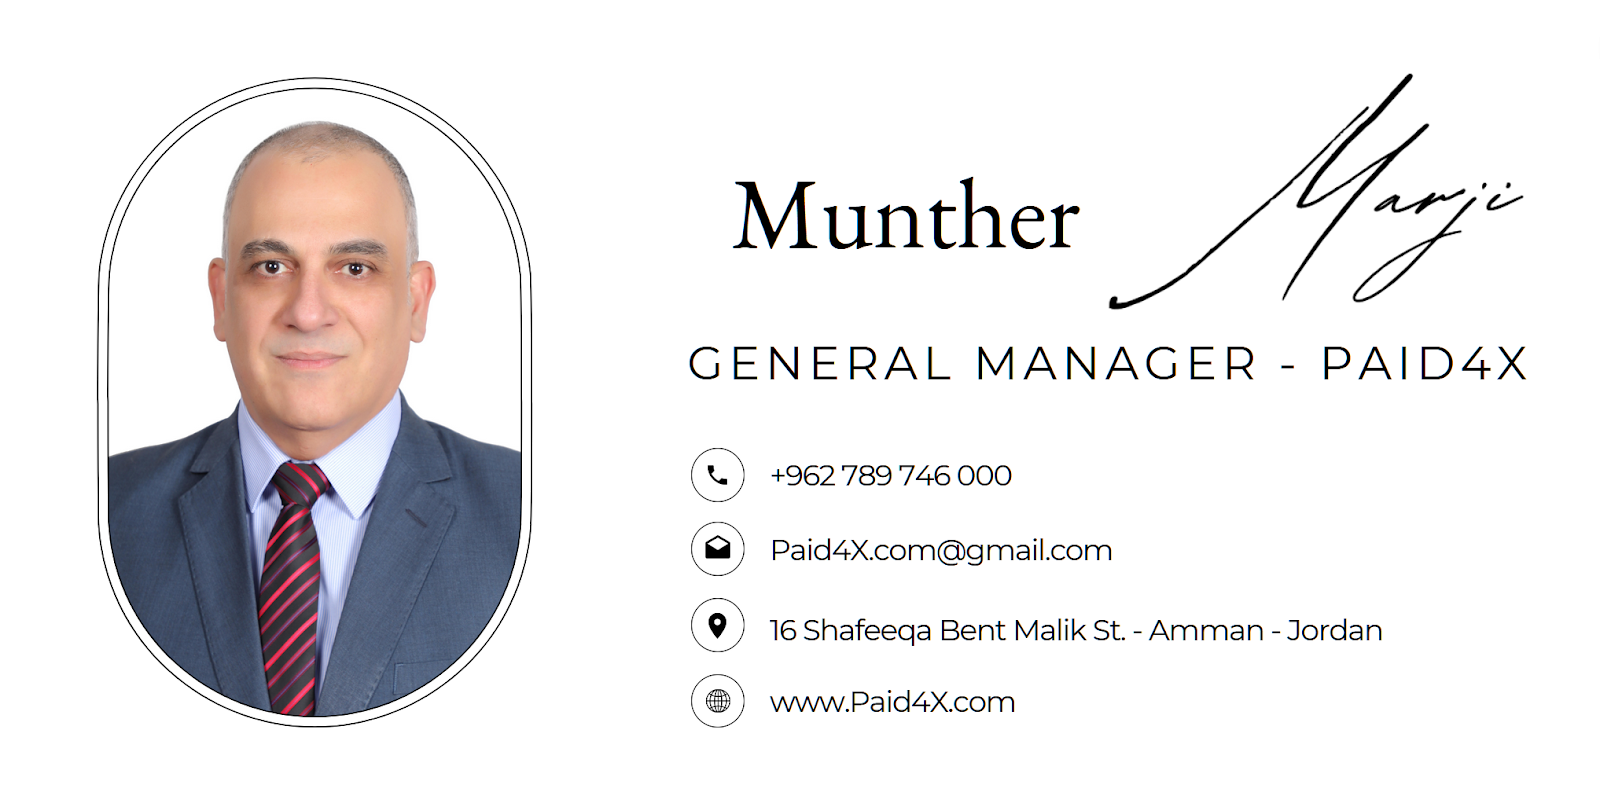 Munther Marji
GENERAL MANAGER - PAID4X
+962 789 746 000
Paid4X.com@gmail.com
16 Shafeeqa Bent Malik St. - Amman - Jordan
www.Paid4X.com